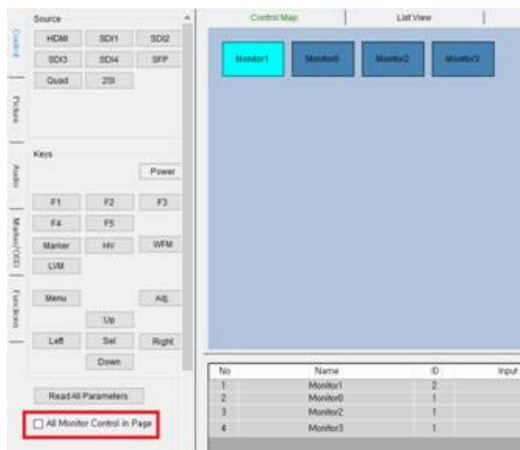 Source
HDMI SDI1 SDI2
SDI3 SDI4 SFP
Quad 2SI
Keys
Power
F1 F2 F3
F4 F5
Marker HV WFM
LVM
Menu Adj.
Up
Left Sel Right
Down
Read All Parameters
All Monitor Control in Page
Control
Picture
Audio
Marker/OSD
Functions
Control Map List View
Monitor1 Monitor0 Monitor2 Monitor3
No Name ID Input
1 Monitor1 2
2 Monitor0 1
3 Monitor2 1
4 Monitor3 1